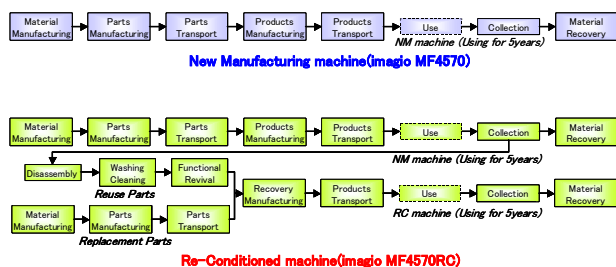 Material Manufacturing
Parts Manufacturing
Parts Transport
Products Manufacturing
Products Transport
Use
Collection
Material Recovery
NM machine (Using for 5years)
New Manufacturing machine(imagio MF4570)
Material Manufacturing
Parts Manufacturing
Parts Transport
Products Manufacturing
Products Transport
Use
Collection
Material Recovery
NM machine (Using for 5years)
Disassembly
Washing Cleaning
Functional Revival
Reuse Parts
Recovery Manufacturing
Products Transport
Use
Collection
Material Recovery
RC machine (Using for 5years)
Material Manufacturing
Parts Manufacturing
Parts Transport
Replacement Parts
Re-Conditioned machine(imagio MF4570RC)